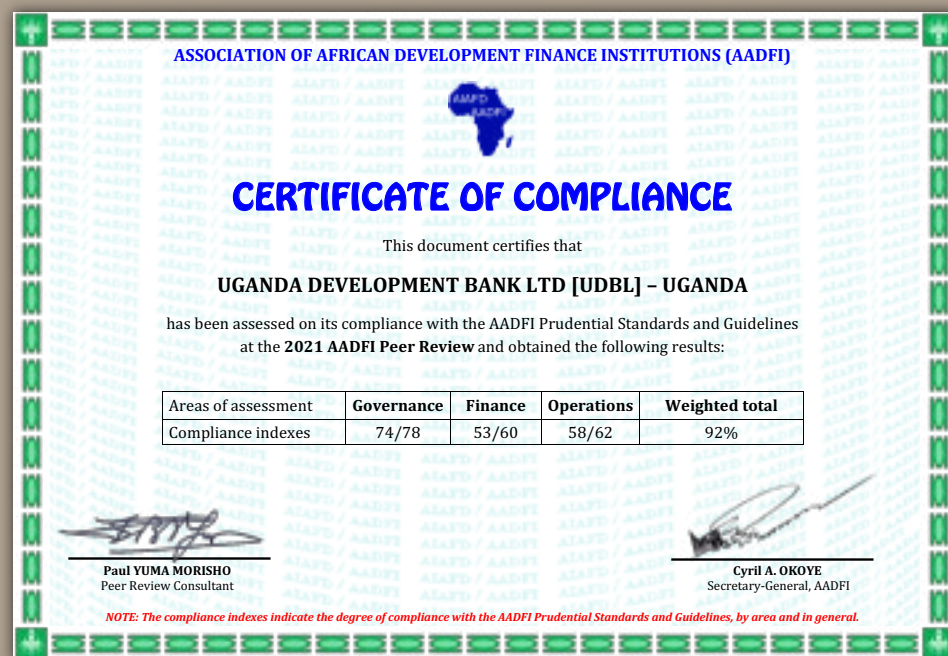 ASSOCIATION OF AFRICAN DEVELOPMENT FINANCE INSTITUTIONS (AADFI)
AIAFD
AADFI
CERTIFICATE OF COMPLIANCE
This document certifies that
UGANDA DEVELOPMENT BANK LTD [UDBL] – UGANDA
has been assessed on its compliance with the AADFI Prudential Standards and Guidelines
at the 2021 AADFI Peer Review and obtained the following results:
Areas of assessment Governance Finance Operations Weighted total
Compliance indexes 74/78 53/60 58/62 92%
Paul YUMA MORISHO
Peer Review Consultant
Cyril A. OKOYE
Secretary-General, AADFI
NOTE: The compliance indexes indicate the degree of compliance with the AADFI Prudential Standards and Guidelines, by area and in general.